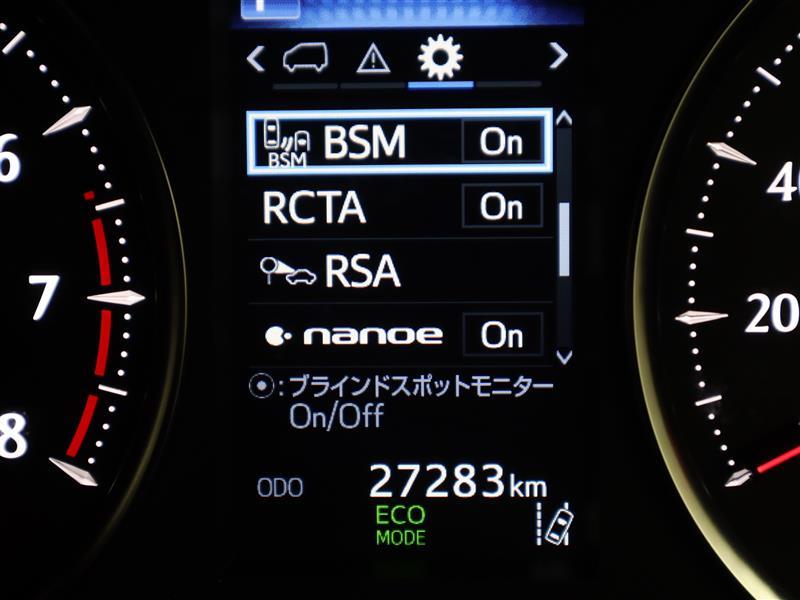 BSM BSM On
RCTA On
RSA
nanoe On
: ブラインドスポットモニター
On/Off
ODO 27283km
ECO
MODE
6
7
8
40
20